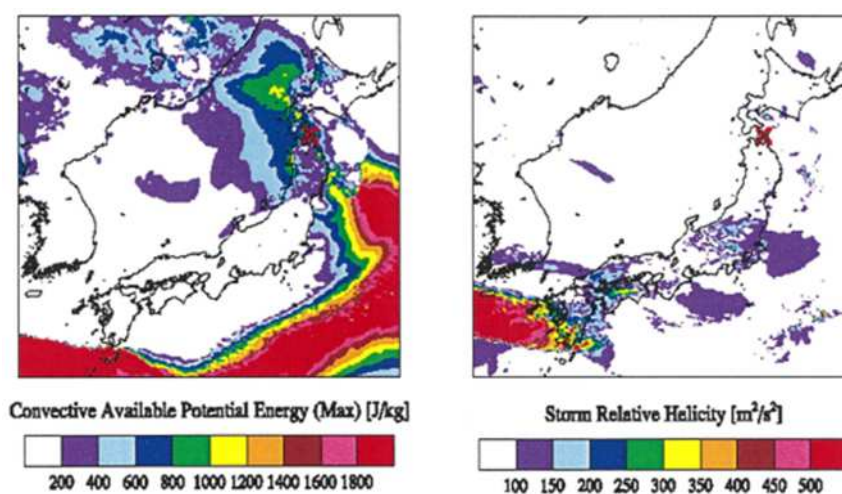 Convective Available Potential Energy (Max) [J/kg]
200 400 600 800 1000 1200 1400 1600 1800
Storm Relative Helicity [m²/s²]
100 150 200 250 300 350 400 450 500